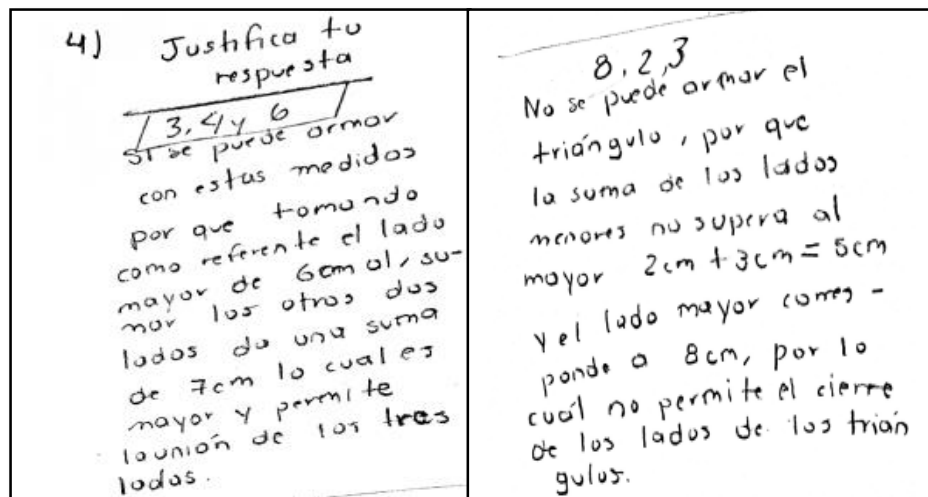 4) Justifica tu
respuesta
3, 4 y 6
Si se puede armar
con estas medidas
por que tomando
como referente el lado
mayor de 6cm al, su-
mar los otros dos
lados da una suma
de 7cm lo cual es
mayor y permite
la unión de los tres
lados.
8, 2, 3
No se puede armar el
triángulo, por que
la suma de los lados
menores no supera al
mayor 2cm + 3cm = 5cm
y el lado mayor corres-
ponde a 8cm, por lo
cuál no permite el cierre
de los lados de los trián
gulos.